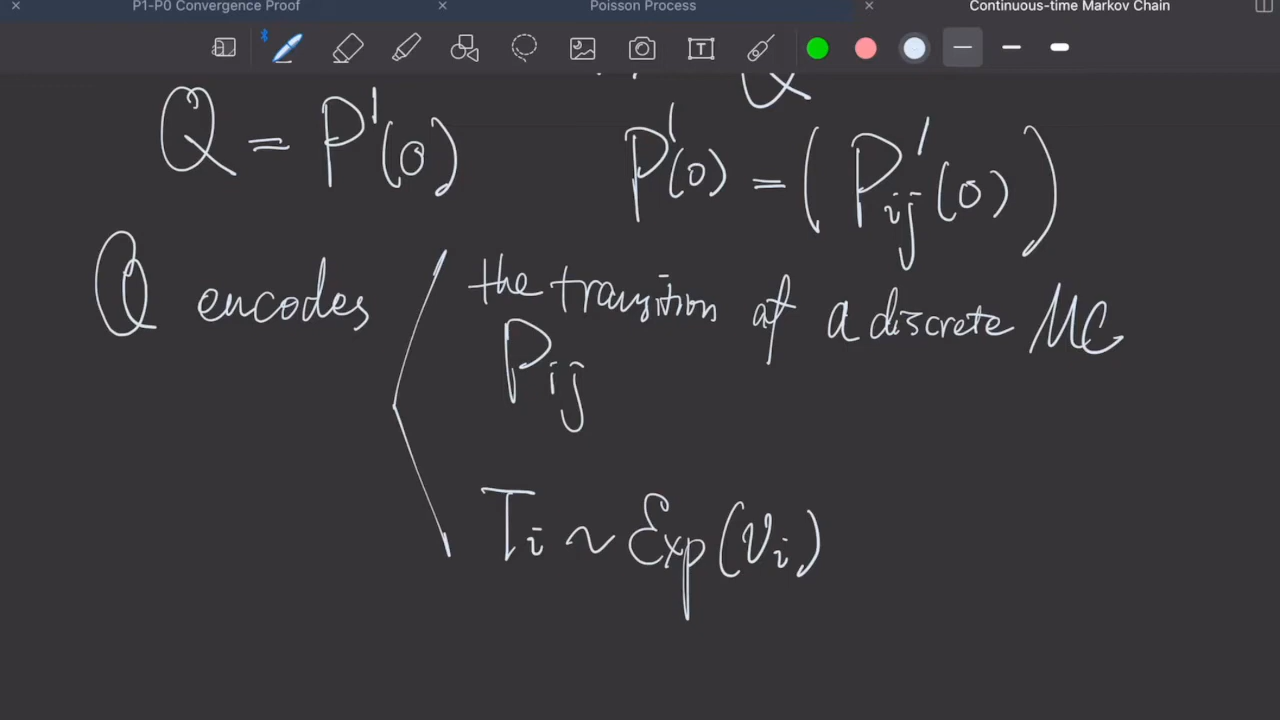 P1-P0 Convergence Proof Poisson Process Continuous-time Markov Chain
Q
Q = P'(0) P'(0) = (P'ij(0))
Q encodes the transition of a discrete MC
Pij
Ti ~ Exp(νi)